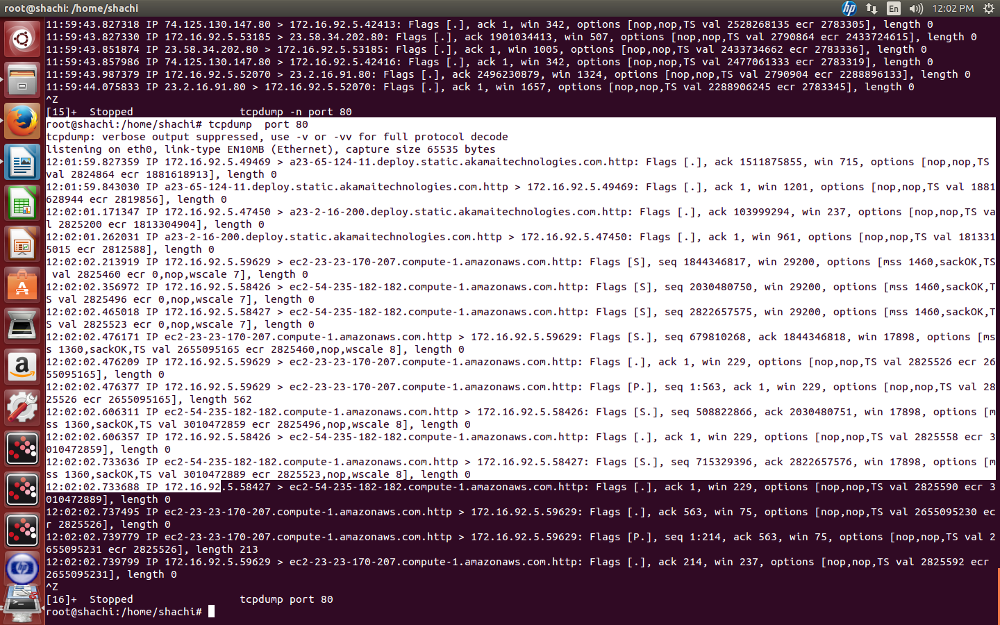 root@shachi: /home/shachi
hp En 12:02 PM
11:59:43.827318 IP 74.125.130.147.80 > 172.16.92.5.42413: Flags [.], ack 1, win 342, options [nop,nop,TS val 2528268135 ecr 2783305], length 0
11:59:43.827330 IP 172.16.92.5.53185 > 23.58.34.202.80: Flags [.], ack 1901034413, win 507, options [nop,nop,TS val 2790864 ecr 2433724615], length 0
11:59:43.851874 IP 23.58.34.202.80 > 172.16.92.5.53185: Flags [.], ack 1, win 1005, options [nop,nop,TS val 2433734662 ecr 2783336], length 0
11:59:43.857986 IP 74.125.130.147.80 > 172.16.92.5.42416: Flags [.], ack 1, win 342, options [nop,nop,TS val 2477061333 ecr 2783319], length 0
11:59:43.987379 IP 172.16.92.5.52070 > 23.2.16.91.80: Flags [.], ack 2496230879, win 1324, options [nop,nop,TS val 2790904 ecr 2288896133], length 0
11:59:44.075833 IP 23.2.16.91.80 > 172.16.92.5.52070: Flags [.], ack 1, win 1657, options [nop,nop,TS val 2288906245 ecr 2783345], length 0
^Z
[15]+  Stopped                 tcpdump -n port 80
root@shachi:/home/shachi# tcpdump  port 80
tcpdump: verbose output suppressed, use -v or -vv for full protocol decode
listening on eth0, link-type EN10MB (Ethernet), capture size 65535 bytes
12:01:59.827359 IP 172.16.92.5.49469 > a23-65-124-11.deploy.static.akamaitechnologies.com.http: Flags [.], ack 1511875855, win 715, options [nop,nop,TS
val 2824864 ecr 1881618913], length 0
12:01:59.843030 IP a23-65-124-11.deploy.static.akamaitechnologies.com.http > 172.16.92.5.49469: Flags [.], ack 1, win 1201, options [nop,nop,TS val 1881
628944 ecr 2819856], length 0
12:02:01.171347 IP 172.16.92.5.47450 > a23-2-16-200.deploy.static.akamaitechnologies.com.http: Flags [.], ack 103999294, win 237, options [nop,nop,TS va
l 2825200 ecr 1813304904], length 0
12:02:01.262031 IP a23-2-16-200.deploy.static.akamaitechnologies.com.http > 172.16.92.5.47450: Flags [.], ack 1, win 961, options [nop,nop,TS val 181331
5015 ecr 2812588], length 0
12:02:02.213919 IP 172.16.92.5.59629 > ec2-23-23-170-207.compute-1.amazonaws.com.http: Flags [S], seq 1844346817, win 29200, options [mss 1460,sackOK,TS
 val 2825460 ecr 0,nop,wscale 7], length 0
12:02:02.356972 IP 172.16.92.5.58426 > ec2-54-235-182-182.compute-1.amazonaws.com.http: Flags [S], seq 2030480750, win 29200, options [mss 1460,sackOK,T
S val 2825496 ecr 0,nop,wscale 7], length 0
12:02:02.465018 IP 172.16.92.5.58427 > ec2-54-235-182-182.compute-1.amazonaws.com.http: Flags [S], seq 2822657575, win 29200, options [mss 1460,sackOK,T
S val 2825523 ecr 0,nop,wscale 7], length 0
12:02:02.476171 IP ec2-23-23-170-207.compute-1.amazonaws.com.http > 172.16.92.5.59629: Flags [S.], seq 679810268, ack 1844346818, win 17898, options [ms
s 1360,sackOK,TS val 2655095165 ecr 2825460,nop,wscale 8], length 0
12:02:02.476209 IP 172.16.92.5.59629 > ec2-23-23-170-207.compute-1.amazonaws.com.http: Flags [.], ack 1, win 229, options [nop,nop,TS val 2825526 ecr 26
55095165], length 0
12:02:02.476377 IP 172.16.92.5.59629 > ec2-23-23-170-207.compute-1.amazonaws.com.http: Flags [P.], seq 1:563, ack 1, win 229, options [nop,nop,TS val 28
25526 ecr 2655095165], length 562
12:02:02.606311 IP ec2-54-235-182-182.compute-1.amazonaws.com.http > 172.16.92.5.58426: Flags [S.], seq 508822866, ack 2030480751, win 17898, options [m
ss 1360,sackOK,TS val 3010472859 ecr 2825496,nop,wscale 8], length 0
12:02:02.606357 IP 172.16.92.5.58426 > ec2-54-235-182-182.compute-1.amazonaws.com.http: Flags [.], ack 1, win 229, options [nop,nop,TS val 2825558 ecr 3
010472859], length 0
12:02:02.733636 IP ec2-54-235-182-182.compute-1.amazonaws.com.http > 172.16.92.5.58427: Flags [S.], seq 715329396, ack 2822657576, win 17898, options [m
ss 1360,sackOK,TS val 3010472889 ecr 2825523,nop,wscale 8], length 0
12:02:02.733688 IP 172.16.92.5.58427 > ec2-54-235-182-182.compute-1.amazonaws.com.http: Flags [.], ack 1, win 229, options [nop,nop,TS val 2825590 ecr 3
010472889], length 0
12:02:02.737495 IP ec2-23-23-170-207.compute-1.amazonaws.com.http > 172.16.92.5.59629: Flags [.], ack 563, win 75, options [nop,nop,TS val 2655095230 ec
r 2825526], length 0
12:02:02.739779 IP ec2-23-23-170-207.compute-1.amazonaws.com.http > 172.16.92.5.59629: Flags [P.], seq 1:214, ack 563, win 75, options [nop,nop,TS val 2
655095231 ecr 2825526], length 213
12:02:02.739799 IP 172.16.92.5.59629 > ec2-23-23-170-207.compute-1.amazonaws.com.http: Flags [.], ack 214, win 237, options [nop,nop,TS val 2825592 ecr
2655095231], length 0
^Z
[16]+  Stopped                 tcpdump port 80
root@shachi:/home/shachi#
a
hp